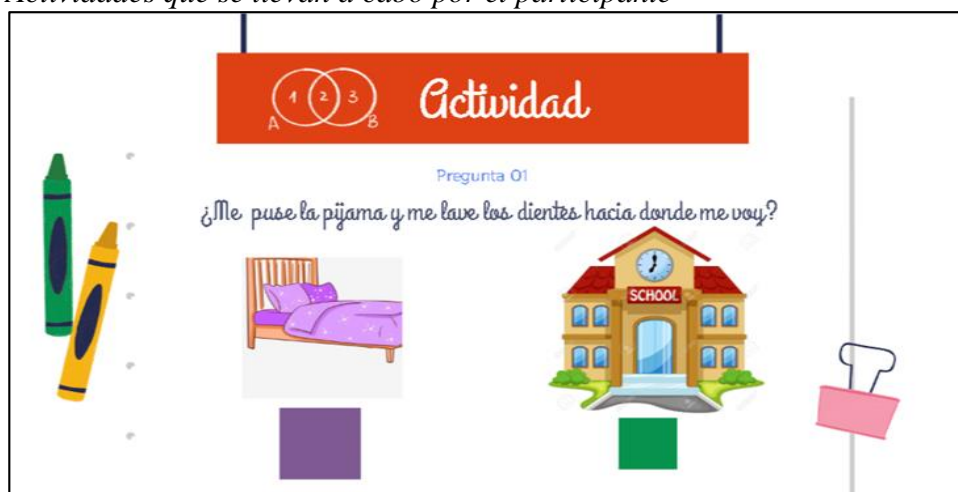 Actividades que se llevan a cabo por el participante
1 2 3
A B
Actividad
Pregunta 01
¿Me puse la pijama y me lave los dientes hacia donde me voy?
SCHOOL